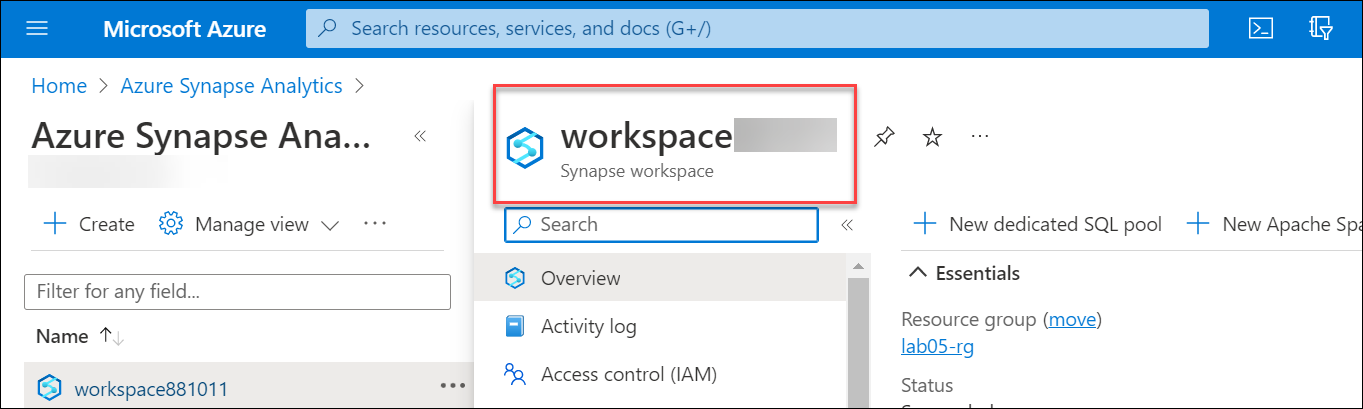 Microsoft Azure
Search resources, services, and docs (G+/)
Home > Azure Synapse Analytics >
Azure Synapse Ana...
Create
Manage view
Filter for any field...
Name
workspace881011
workspace
Synapse workspace
Search
Overview
Activity log
Access control (IAM)
New dedicated SQL pool
New Apache Spa
Essentials
Resource group (move)
lab05-rg
Status